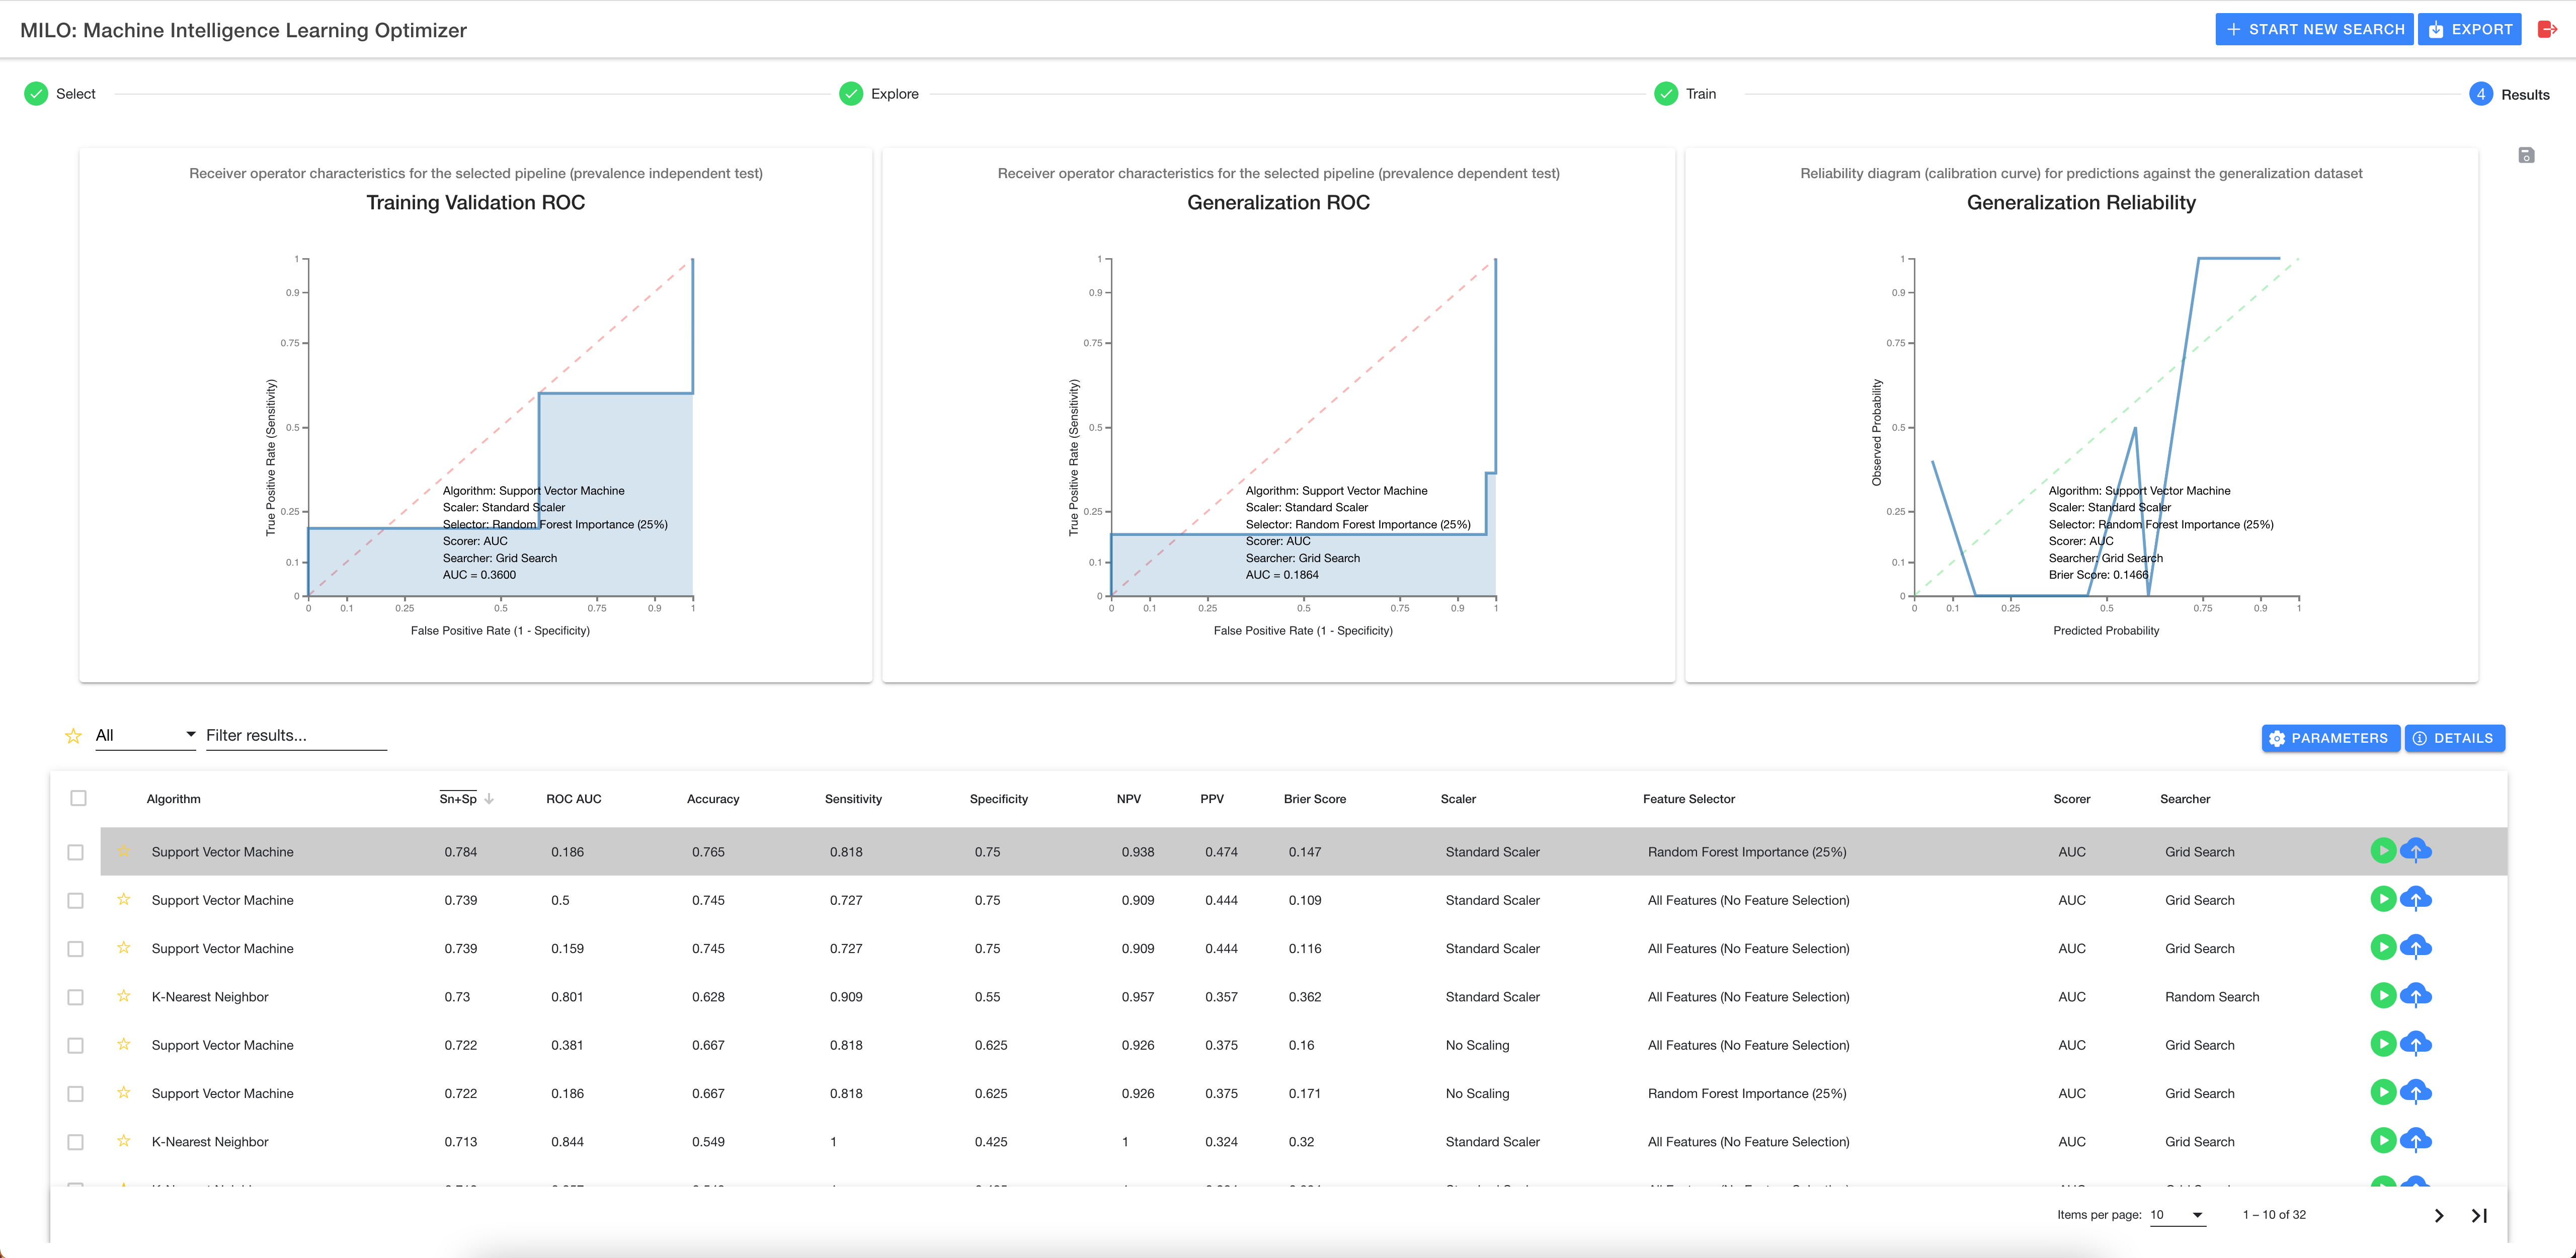 MILO: Machine Intelligence Learning Optimizer
START NEW SEARCH
EXPORT
Select
Explore
Train
4
Results
Receiver operator characteristics for the selected pipeline (prevalence independent test)
Training Validation ROC
1
0.9
0.75
0.5
0.25
0.1
0
True Positive Rate (Sensitivity)
Algorithm: Support Vector Machine
Scaler: Standard Scaler
Selector: Random Forest Importance (25%)
Scorer: AUC
Searcher: Grid Search
AUC = 0.3600
0 0.1 0.25 0.5 0.75 0.9 1
False Positive Rate (1 - Specificity)
Receiver operator characteristics for the selected pipeline (prevalence dependent test)
Generalization ROC
1
0.9
0.75
0.5
0.25
0.1
0
True Positive Rate (Sensitivity)
Algorithm: Support Vector Machine
Scaler: Standard Scaler
Selector: Random Forest Importance (25%)
Scorer: AUC
Searcher: Grid Search
AUC = 0.1864
0 0.1 0.25 0.5 0.75 0.9 1
False Positive Rate (1 - Specificity)
Reliability diagram (calibration curve) for predictions against the generalization dataset
Generalization Reliability
1
0.9
0.75
0.5
0.25
0.1
0
Observed Probability
Algorithm: Support Vector Machine
Scaler: Standard Scaler
Selector: Random Forest Importance (25%)
Scorer: AUC
Searcher: Grid Search
Brier Score: 0.1466
0 0.1 0.25 0.5 0.75 0.9 1
Predicted Probability
All
Filter results...
PARAMETERS
DETAILS
Algorithm Sn+Sp ROC AUC Accuracy Sensitivity Specificity NPV PPV Brier Score Scaler Feature Selector Scorer Searcher
Support Vector Machine 0.784 0.186 0.765 0.818 0.75 0.938 0.474 0.147 Standard Scaler Random Forest Importance (25%) AUC Grid Search
Support Vector Machine 0.739 0.5 0.745 0.727 0.75 0.909 0.444 0.109 Standard Scaler All Features (No Feature Selection) AUC Grid Search
Support Vector Machine 0.739 0.159 0.745 0.727 0.75 0.909 0.444 0.116 Standard Scaler All Features (No Feature Selection) AUC Grid Search
K-Nearest Neighbor 0.73 0.801 0.628 0.909 0.55 0.957 0.357 0.362 Standard Scaler All Features (No Feature Selection) AUC Random Search
Support Vector Machine 0.722 0.381 0.667 0.818 0.625 0.926 0.375 0.16 No Scaling All Features (No Feature Selection) AUC Grid Search
Support Vector Machine 0.722 0.186 0.667 0.818 0.625 0.926 0.375 0.171 No Scaling Random Forest Importance (25%) AUC Grid Search
K-Nearest Neighbor 0.713 0.844 0.549 1 0.425 1 0.324 0.32 Standard Scaler All Features (No Feature Selection) AUC Grid Search
Items per page: 10 1 – 10 of 32